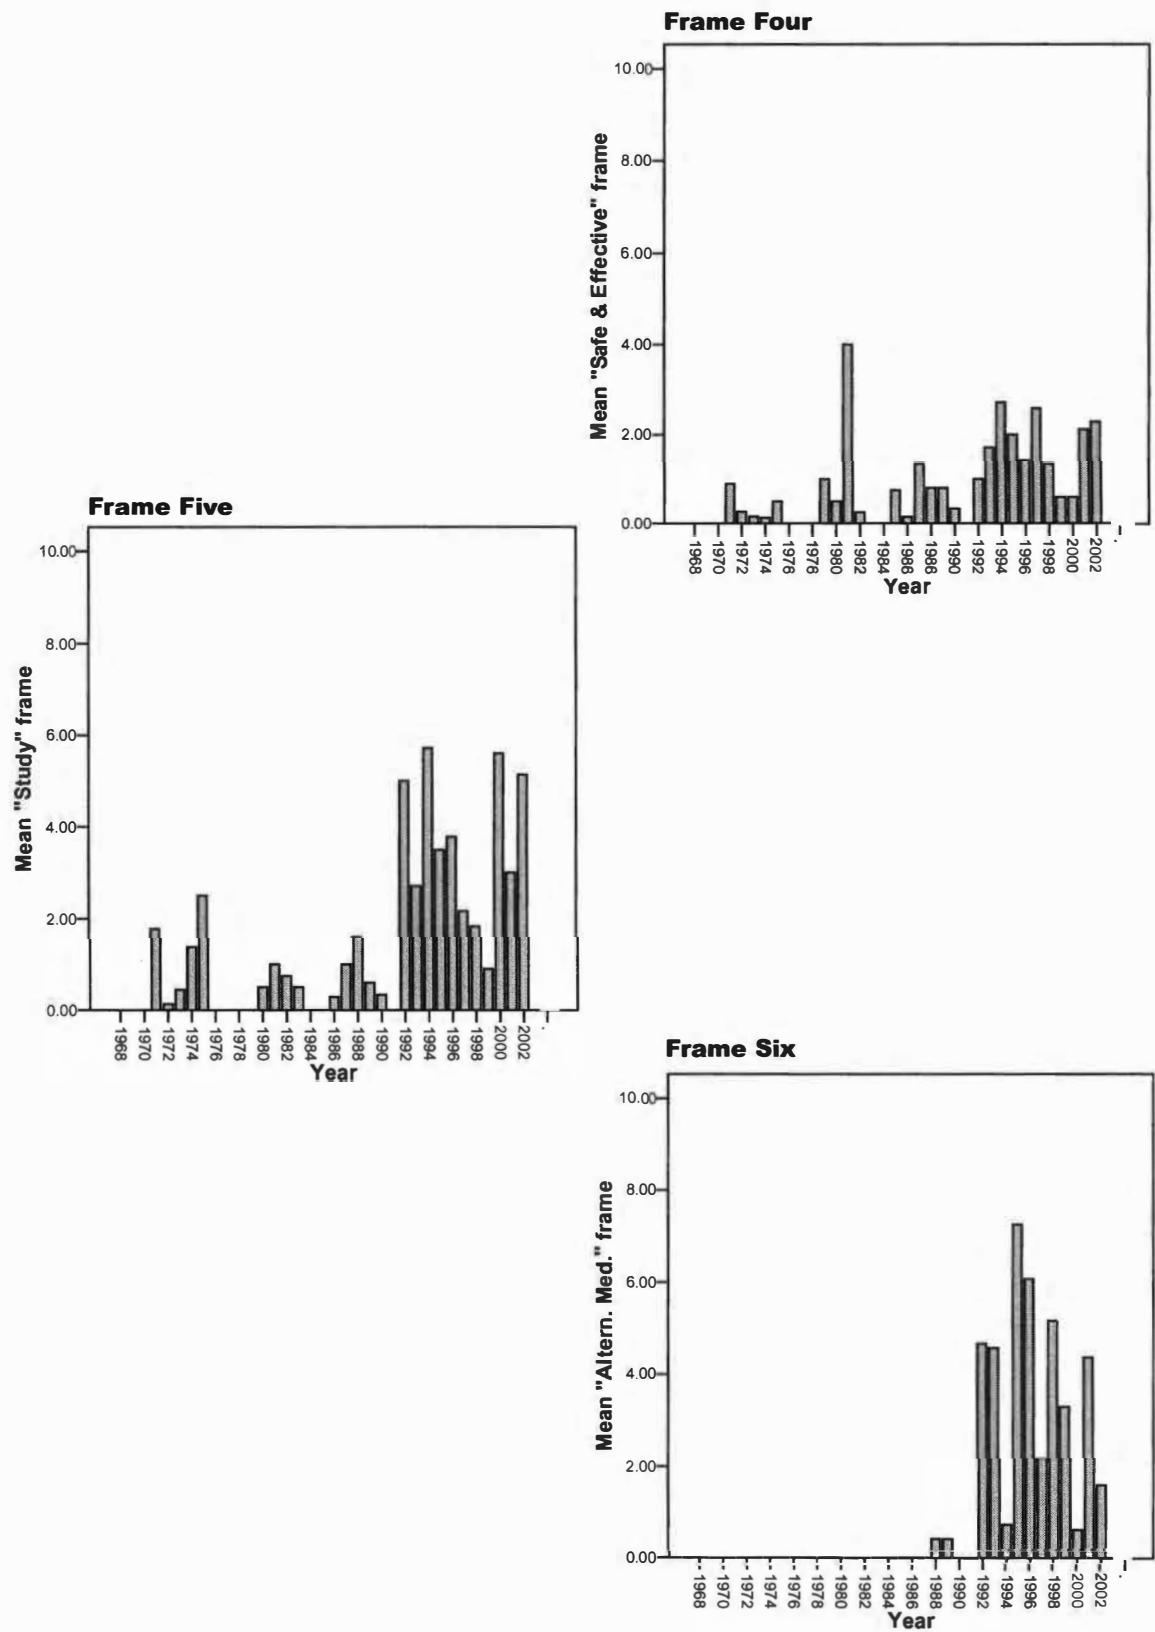 Frame Four
10.00
8.00
6.00
4.00
2.00
0.00
Mean "Safe & Effective" frame
1968 1970 1972 1974 1976 1978 1980 1982 1984 1986 1988 1990 1992 1994 1996 1998 2000 2002
Year
Frame Five
10.00
8.00
6.00
4.00
2.00
0.00
Mean "Study" frame
1968 1970 1972 1974 1976 1978 1980 1982 1984 1986 1988 1990 1992 1994 1996 1998 2000 2002
Year
Frame Six
10.00
8.00
6.00
4.00
2.00
0.00
Mean "Altern. Med." frame
1968 1970 1972 1974 1976 1978 1980 1982 1984 1986 1988 1990 1992 1994 1996 1998 2000 2002
Year